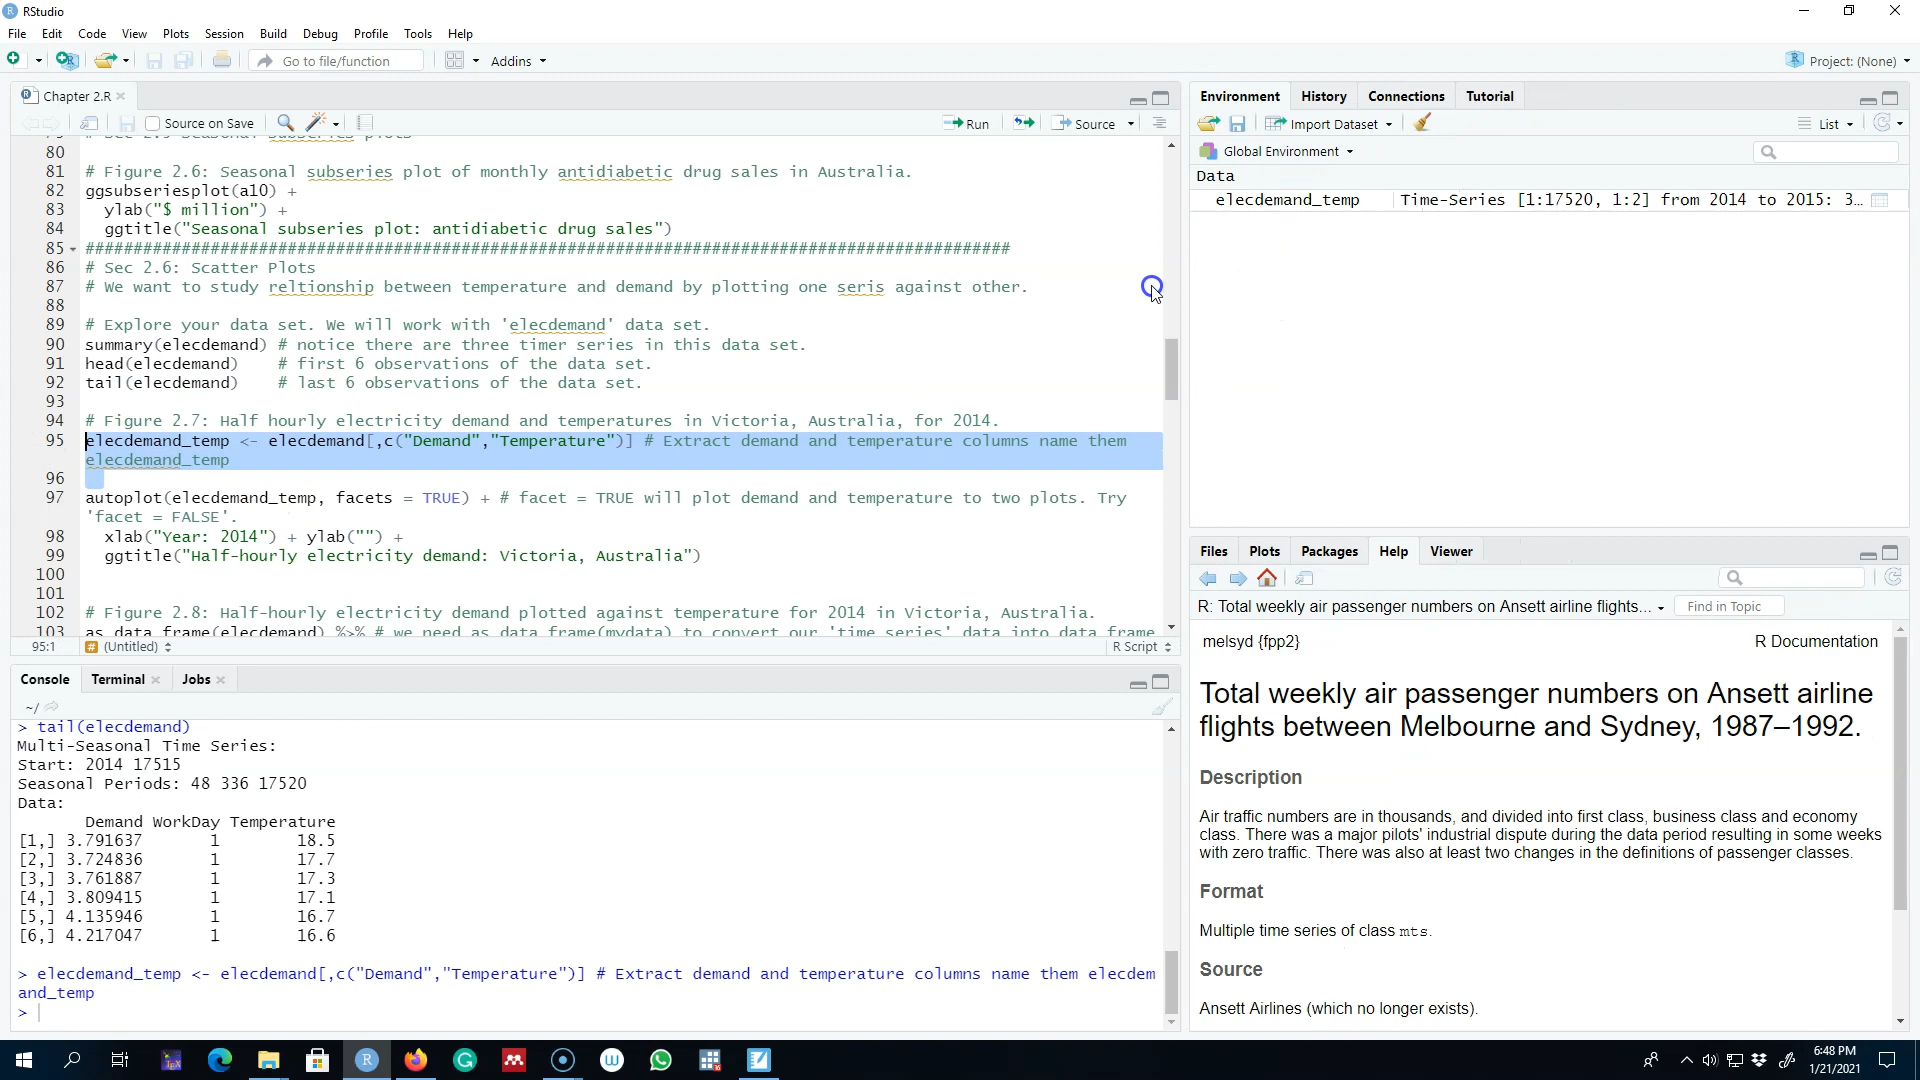 RStudio
File Edit Code View Plots Session Build Debug Profile Tools Help
Go to file/function Addins Project: (None)
Chapter 2.R
Source on Save Run Source
80
81 # Figure 2.6: Seasonal subseries plot of monthly antidiabetic drug sales in Australia.
82 ggsubseriesplot(a10) +
83 ylab("$ million") +
84 ggtitle("Seasonal subseries plot: antidiabetic drug sales")
85 ################################################################################################
86 # Sec 2.6: Scatter Plots
87 # We want to study reltionship between temperature and demand by plotting one seris against other.
88
89 # Explore your data set. We will work with 'elecdemand' data set.
90 summary(elecdemand) # notice there are three timer series in this data set.
91 head(elecdemand) # first 6 observations of the data set.
92 tail(elecdemand) # last 6 observations of the data set.
93
94 # Figure 2.7: Half hourly electricity demand and temperatures in Victoria, Australia, for 2014.
95 elecdemand_temp <- elecdemand[,c("Demand","Temperature")] # Extract demand and temperature columns name them
elecdemand_temp
96
97 autoplot(elecdemand_temp, facets = TRUE) + # facet = TRUE will plot demand and temperature to two plots. Try
'facet = FALSE'.
98 xlab("Year: 2014") + ylab("") +
99 ggtitle("Half-hourly electricity demand: Victoria, Australia")
100
101
102 # Figure 2.8: Half-hourly electricity demand plotted against temperature for 2014 in Victoria, Australia.
103 as.data.frame(elecdemand) %>% # we need as.data.frame(mydata) to convert our 'time series' data into data frame
95:1 (Untitled) R Script
Console Terminal Jobs
~/
> tail(elecdemand)
Multi-Seasonal Time Series:
Start: 2014 17515
Seasonal Periods: 48 336 17520
Data:
Demand WorkDay Temperature
[1,] 3.791637 1 18.5
[2,] 3.724836 1 17.7
[3,] 3.761887 1 17.3
[4,] 3.809415 1 17.1
[5,] 4.135946 1 16.7
[6,] 4.217047 1 16.6
> elecdemand_temp <- elecdemand[,c("Demand","Temperature")] # Extract demand and temperature columns name them elecdem
and_temp
>
Environment History Connections Tutorial
Import Dataset List
Global Environment
Data
elecdemand_temp Time-Series [1:17520, 1:2] from 2014 to 2015: 3…
Files Plots Packages Help Viewer
R: Total weekly air passenger numbers on Ansett airline flights... Find in Topic
melsyd {fpp2} R Documentation
Total weekly air passenger numbers on Ansett airline
flights between Melbourne and Sydney, 1987–1992.
Description
Air traffic numbers are in thousands, and divided into first class, business class and economy
class. There was a major pilots' industrial dispute during the data period resulting in some weeks
with zero traffic. There was also at least two changes in the definitions of passenger classes.
Format
Multiple time series of class mts.
Source
Ansett Airlines (which no longer exists).
6:48 PM
1/21/2021